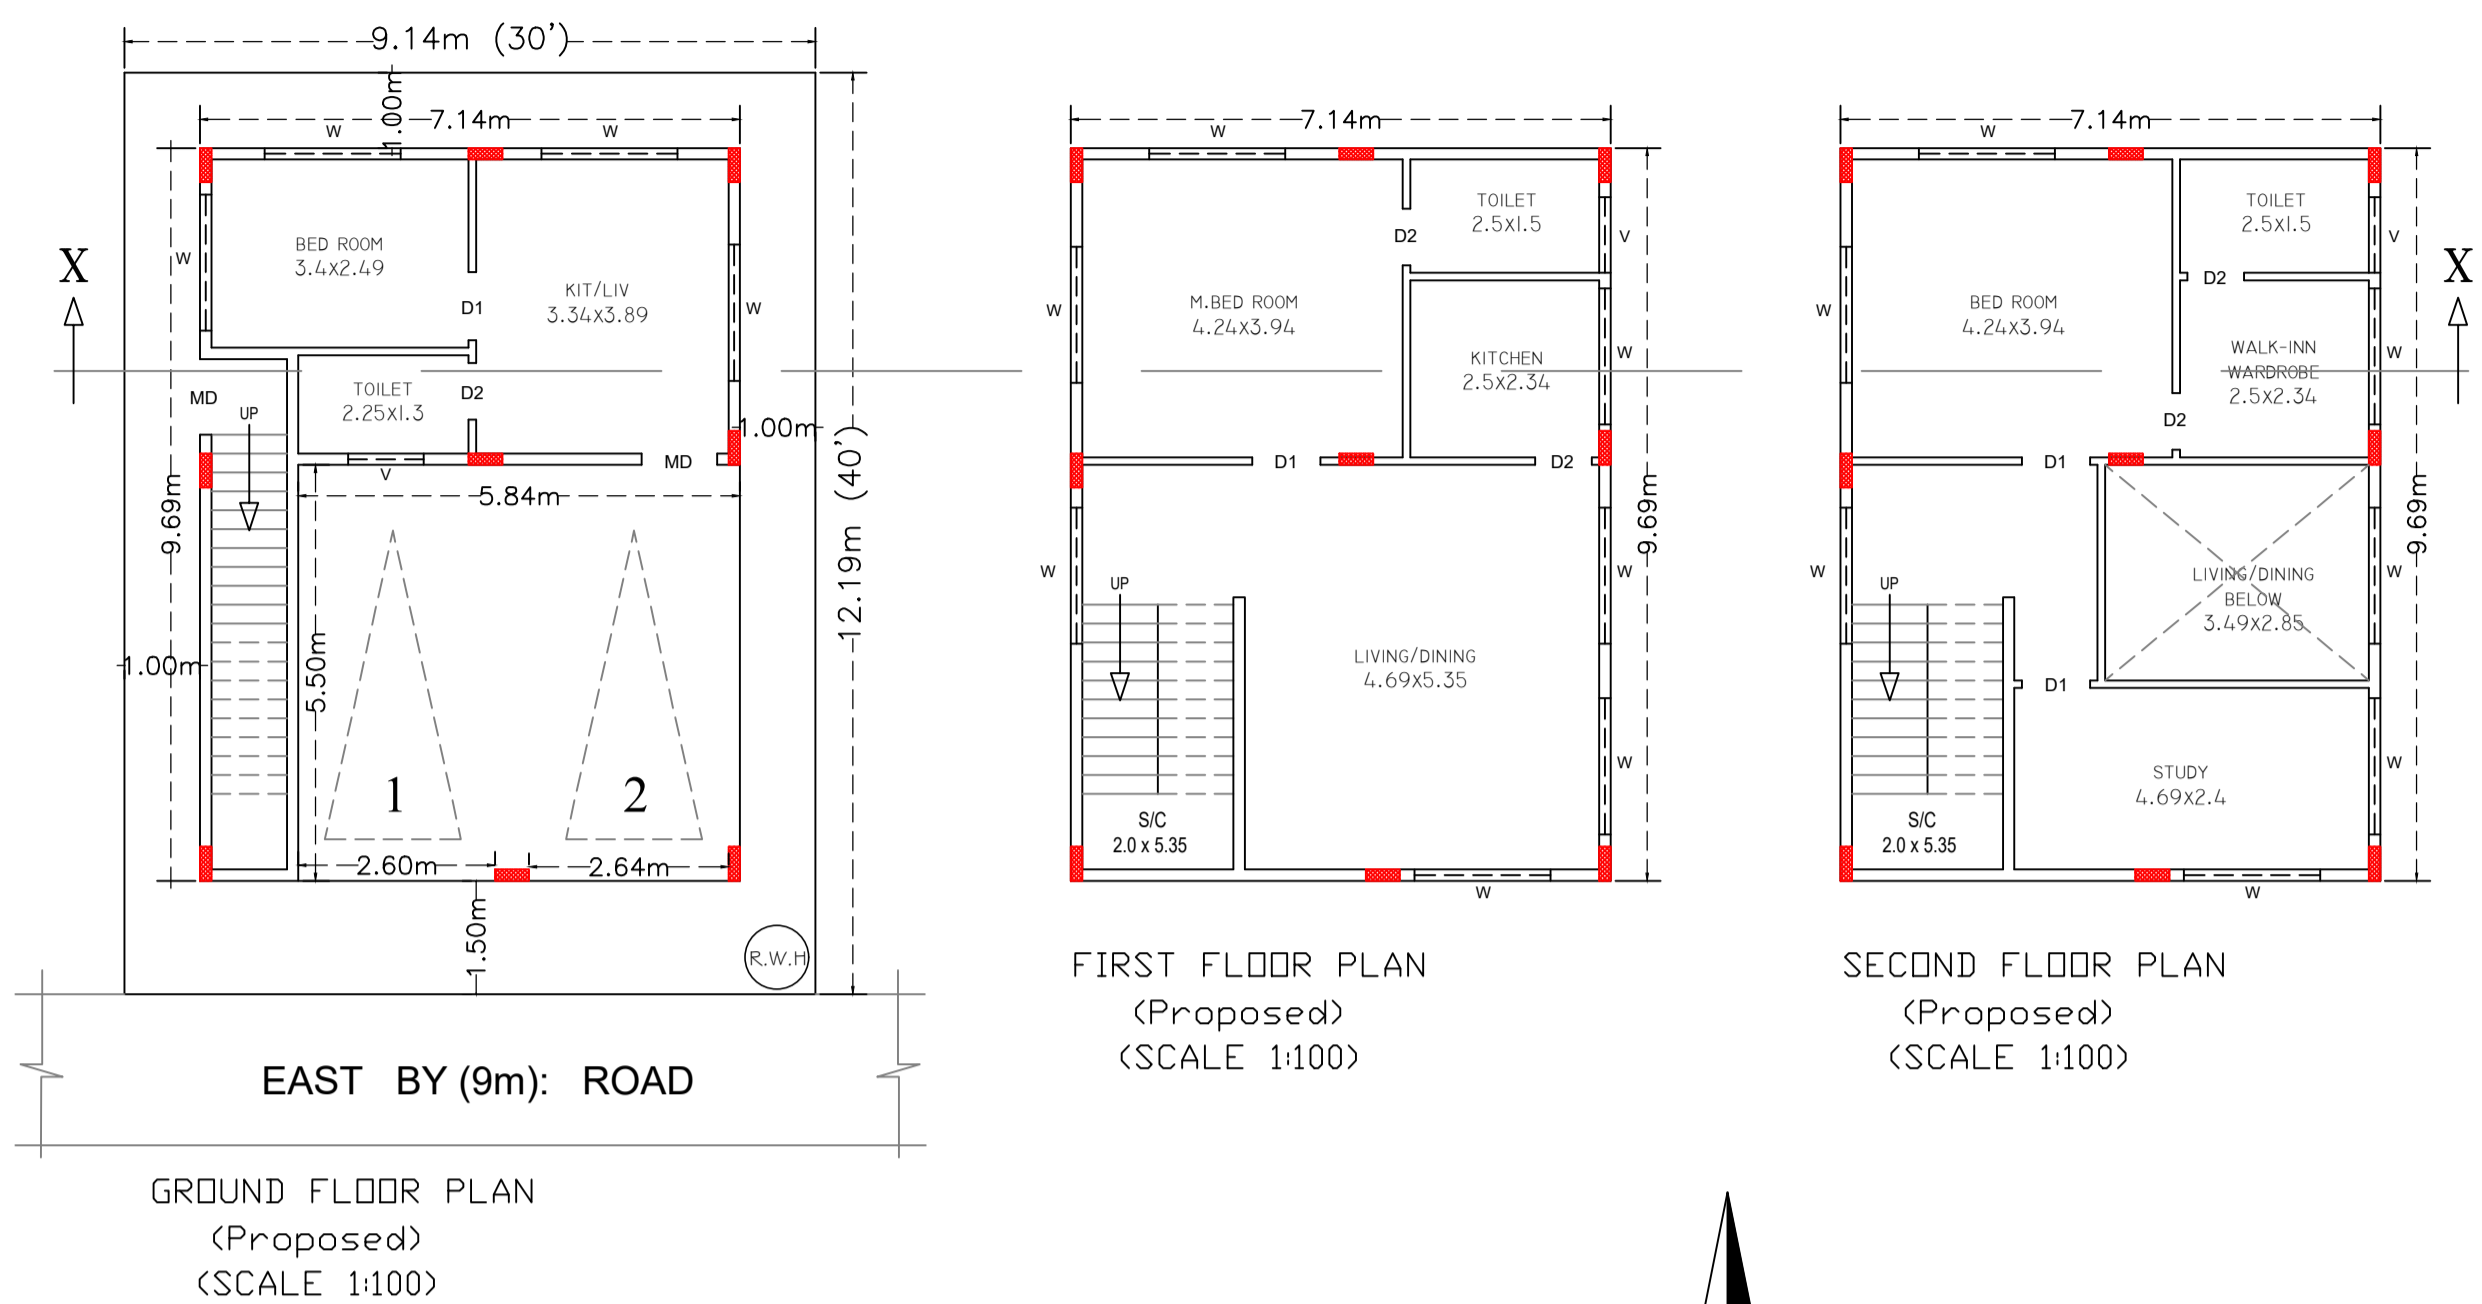 9.14m (30')
1.00m
7.14m
W
W
BED ROOM
3.4X2.49
KIT/LIV
3.34X3.89
W
W
X
D1
TOILET
2.25X1.3
D2
MD
UP
V
MD
1.00m
12.19m (40')
9.69m
5.84m
5.50m
1.00m
1
2
2.60m
2.64m
1.50m
R.W.H
EAST BY (9m): ROAD
GROUND FLOOR PLAN
(Proposed)
(SCALE 1:100)
7.14m
W
TOILET
2.5X1.5
D2
V
M.BED ROOM
4.24X3.94
W
KITCHEN
2.5X2.34
W
D1
D2
9.69m
W
W
UP
LIVING/DINING
4.69X5.35
W
S/C
2.0 x 5.35
W
FIRST FLOOR PLAN
(Proposed)
(SCALE 1:100)
7.14m
W
TOILET
2.5X1.5
V
X
D2
BED ROOM
4.24X3.94
W
WALK-INN
WARDROBE
2.5X2.34
W
D2
D1
9.69m
W
W
UP
LIVING/DINING
BELOW
3.49X2.85
D1
STUDY
4.69X2.4
W
S/C
2.0 x 5.35
W
SECOND FLOOR PLAN
(Proposed)
(SCALE 1:100)